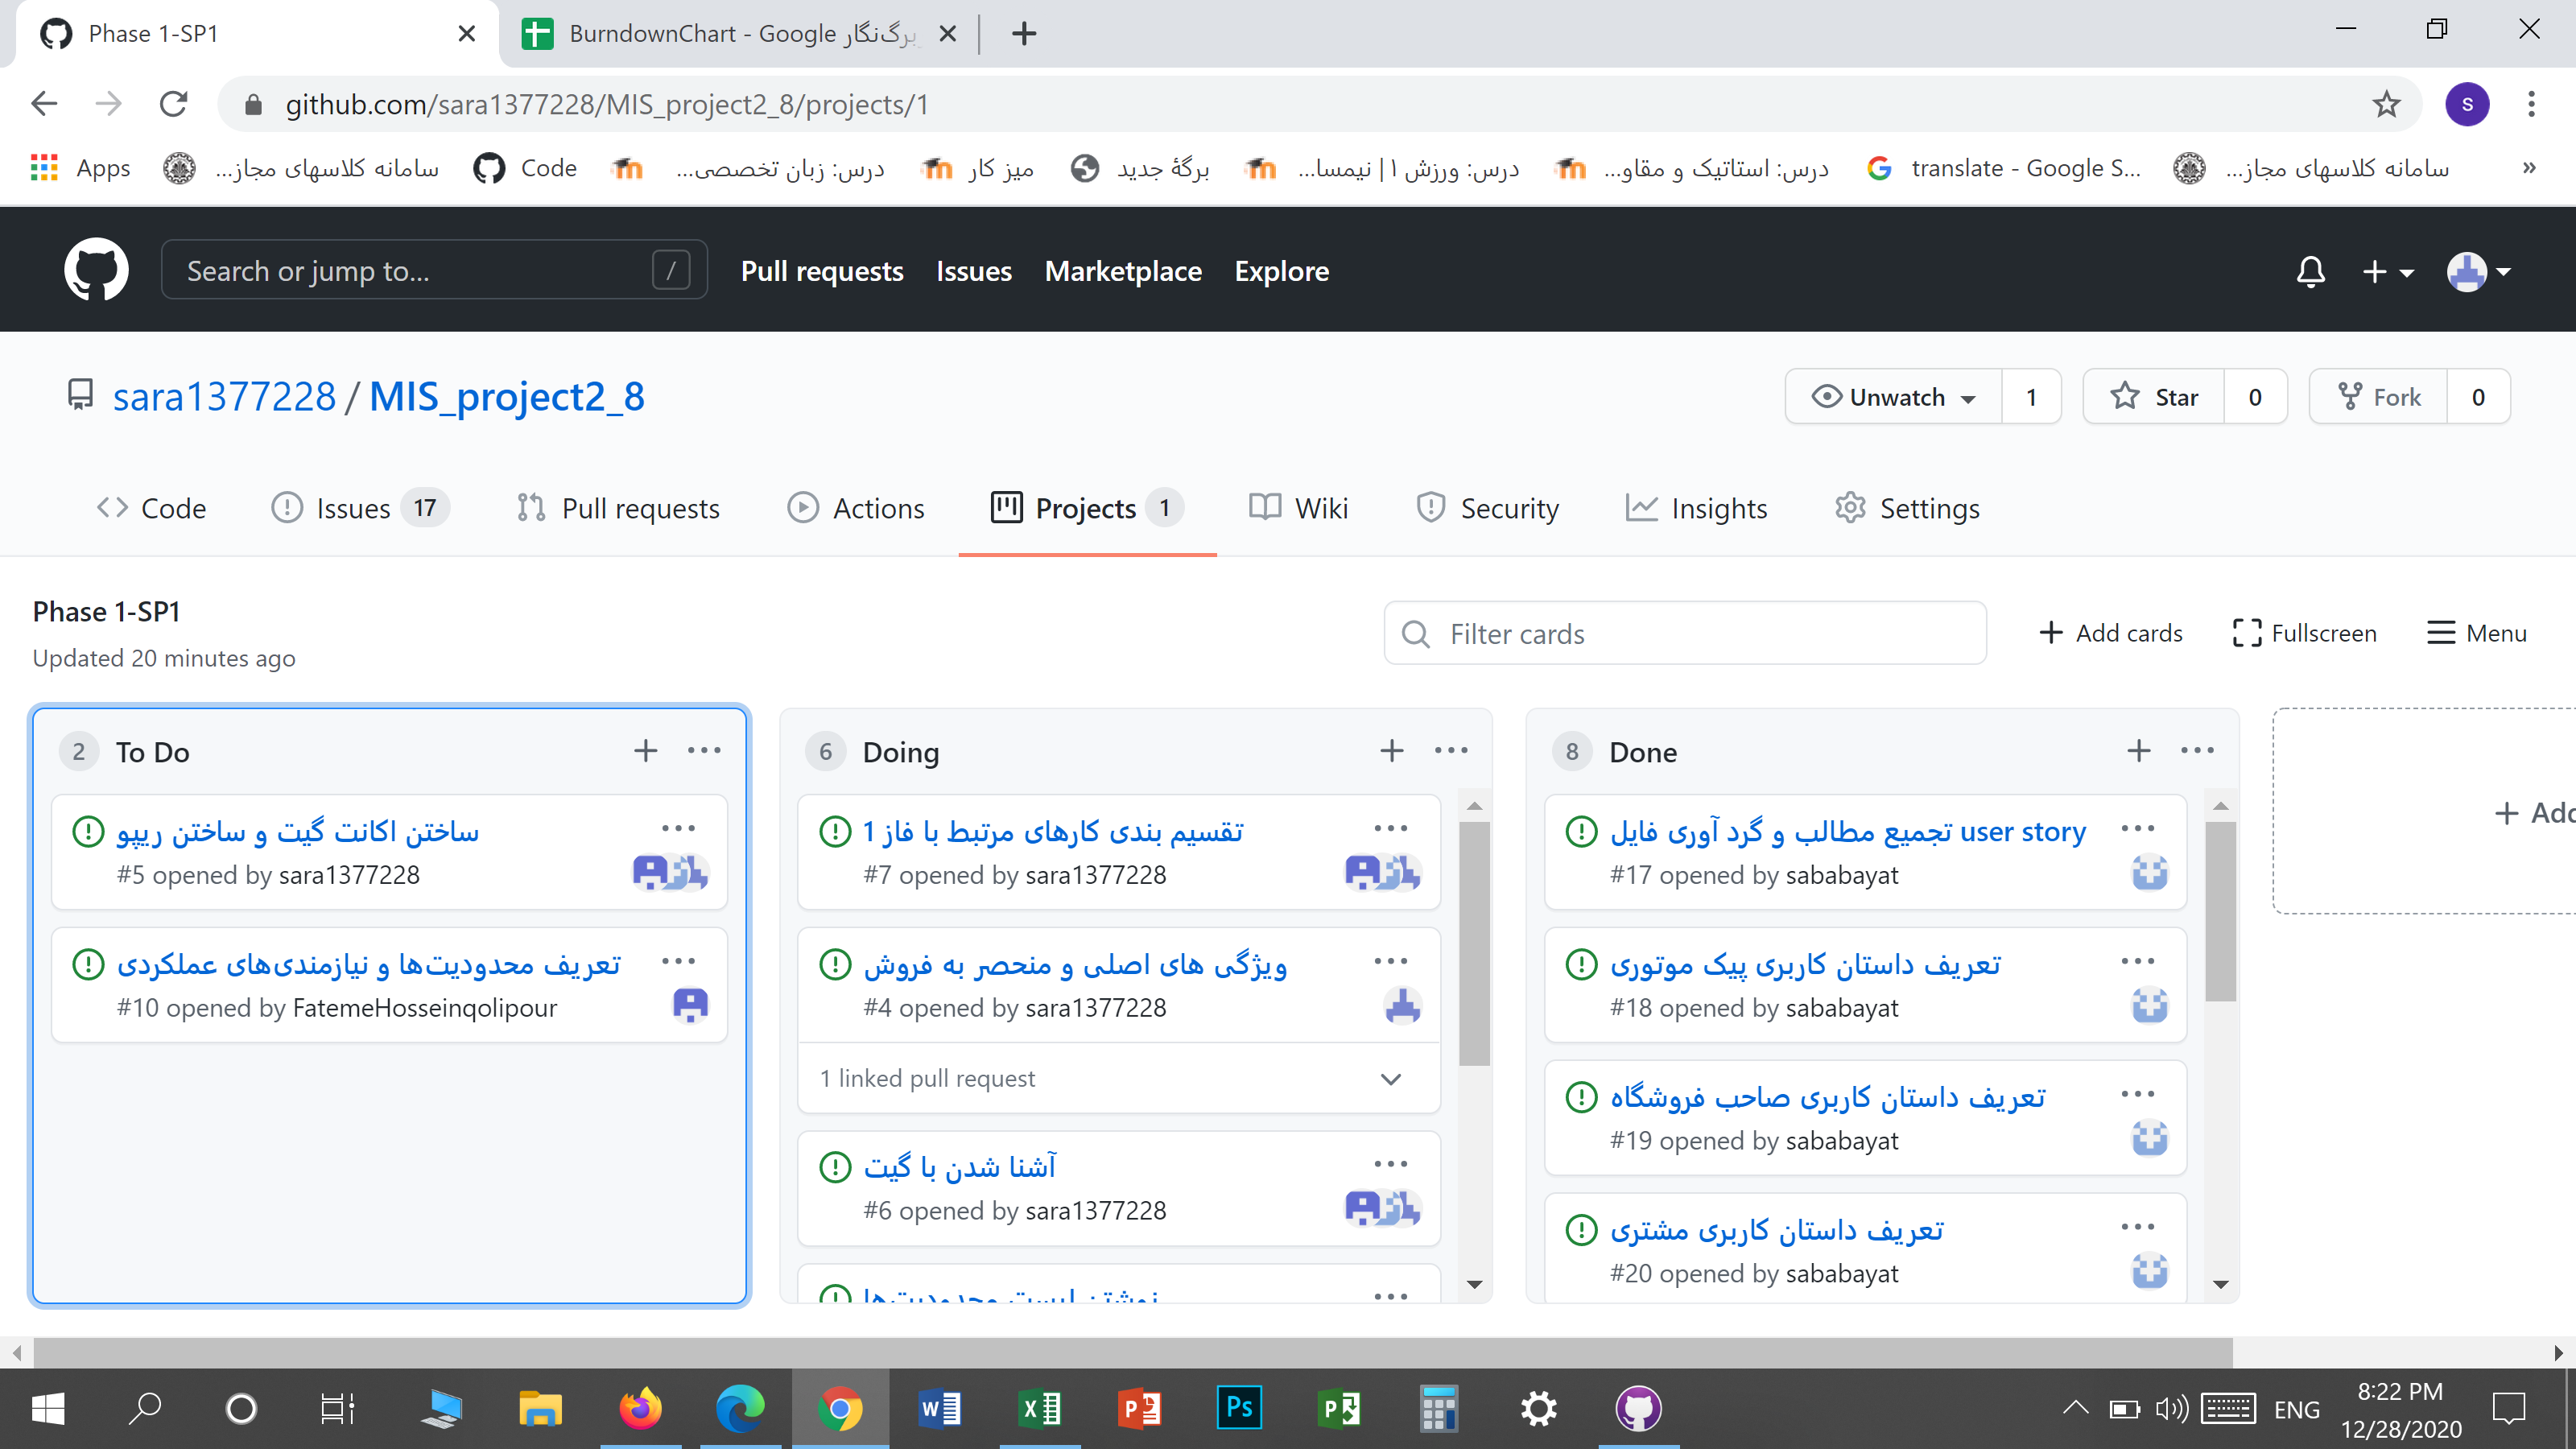 Phase 1-SP1
BurndownChart - Google
github.com/sara1377228/MIS_project2_8/projects/1
S
Apps
سامانه کلاسهای مجاز...
Code
درس: زبان تخصصی...
میز کار
برگهٔ جدید
درس: ورزش ۱ | نیمسا...
درس: استاتیک و مقاو...
translate - Google S...
سامانه کلاسهای مجاز...
»
Search or jump to...
/
Pull requests
Issues
Marketplace
Explore
sara1377228 / MIS_project2_8
Unwatch 1
Star 0
Fork 0
Code
Issues 17
Pull requests
Actions
Projects 1
Wiki
Security
Insights
Settings
Phase 1-SP1
Updated 20 minutes ago
Filter cards
Add cards
Fullscreen
Menu
2 To Do
ساختن اکانت گیت و ساختن ریپو
#5 opened by sara1377228
تعریف محدودیت‌ها و نیازمندی‌های عملکردی
#10 opened by FatemeHosseinqolipour
6 Doing
تقسیم بندی کارهای مرتبط با فاز 1
#7 opened by sara1377228
ویژگی های اصلی و منحصر به فروش
#4 opened by sara1377228
1 linked pull request
آشنا شدن با گیت
#6 opened by sara1377228
نوشتن لیست محدودیت‌ها
8 Done
تجمیع مطالب و گرد آوری فایل user story
#17 opened by sababayat
تعریف داستان کاربری پیک موتوری
#18 opened by sababayat
تعریف داستان کاربری صاحب فروشگاه
#19 opened by sababayat
تعریف داستان کاربری مشتری
#20 opened by sababayat
Add
ENG
8:22 PM
12/28/2020